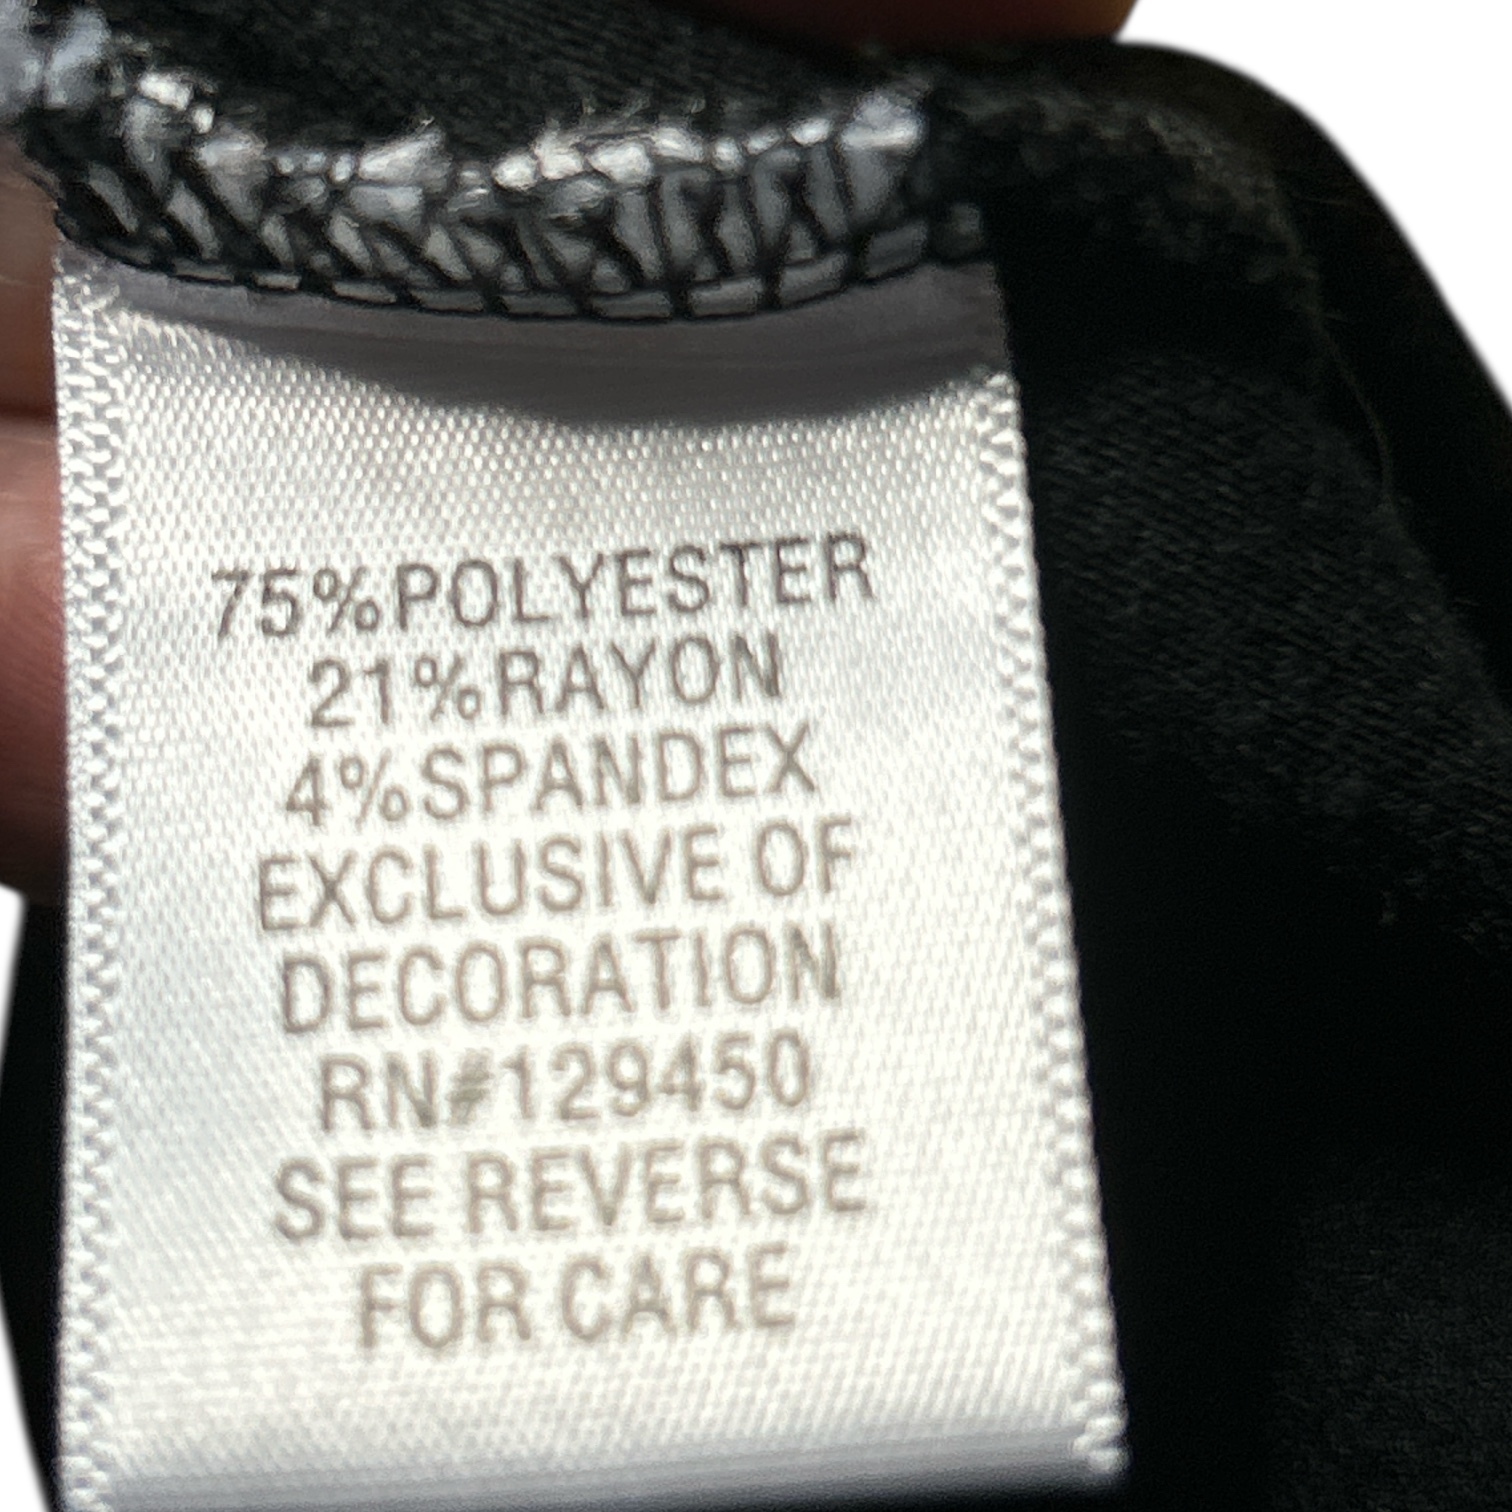 75%POLYESTER
21%RAYON
4%SPANDEX
EXCLUSIVE OF
DECORATION
RN#129450
SEE REVERSE
FOR CARE